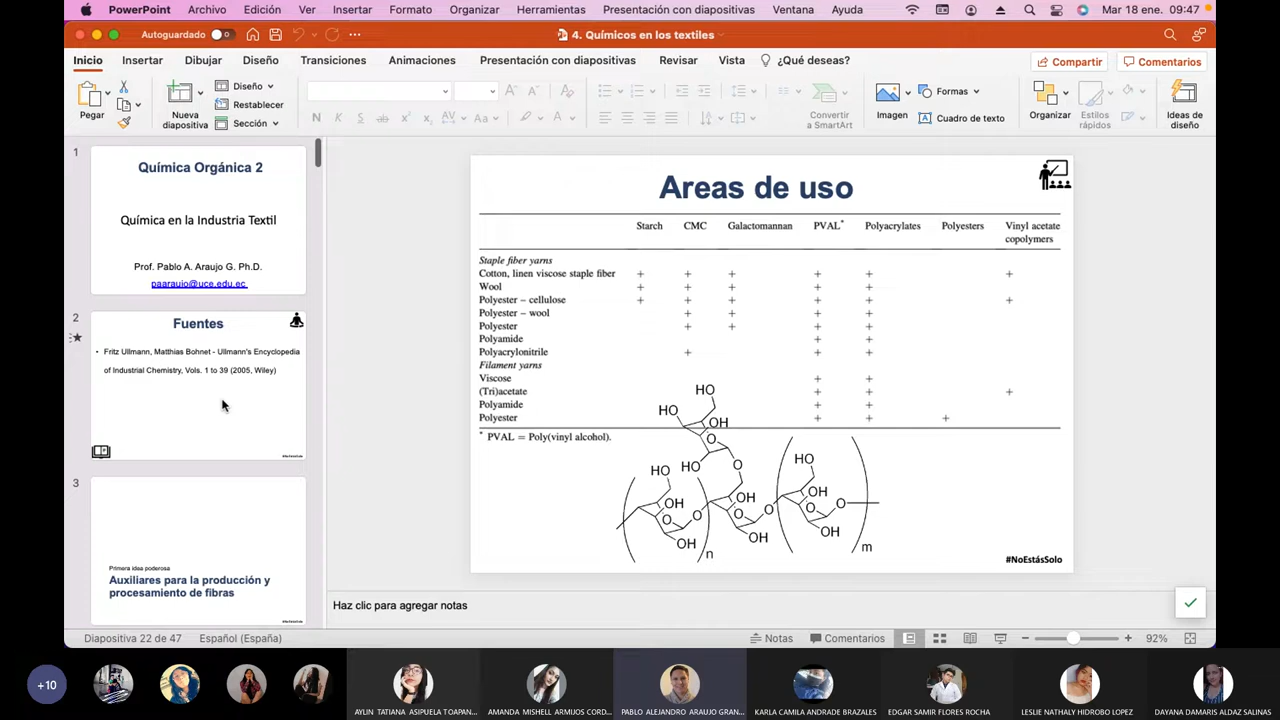 PowerPoint Archivo Edición Ver Insertar Formato Organizar Herramientas Presentación con diapositivas Ventana Ayuda Mar 18 ene. 09:47
Autoguardado 4. Químicos en los textiles
Inicio Insertar Dibujar Diseño Transiciones Animaciones Presentación con diapositivas Revisar Vista ¿Qué desea? Compartir Comentarios
Pegar
Nueva diapositiva
Diseño
Restablecer
Sección
N K S
Convertir a SmartArt
Imagen
Formas
Cuadro de texto
Organizar
Estilos rápidos
Ideas de diseño
1
Química Orgánica 2
Química en la Industria Textil
Prof. Pablo A. Araujo G. Ph.D.
paaraujo@uce.edu.ec
2
Fuentes
• Fritz Ullmann, Matthias Bohnet - Ullmann's Encyclopedia
of Industrial Chemistry, Vols. 1 to 39 (2005, Wiley)
#NoEstásSolo
3
Primera idea poderosa
Auxiliares para la producción y
procesamiento de fibras
#NoEstásSolo
Areas de uso
Starch CMC Galactomannan PVAL* Polyacrylates Polyesters Vinyl acetate
copolymers
Staple fiber yarns
Cotton, linen viscose staple fiber + + + + + +
Wool + + + + +
Polyester – cellulose + + + + + +
Polyester – wool + + + +
Polyester + + + +
Polyamide + +
Polyacrylonitrile + + +
Filament yarns
Viscose + +
(Tri)acetate + + +
Polyamide + +
Polyester + + +
* PVAL = Poly(vinyl alcohol).
HO
HO
OH
O
HO O
HO HO
OH OH OH
O O O O O O
OH OH OH
n m
#NoEstásSolo
Haz clic para agregar notas
Diapositiva 22 de 47 Español (España) Notas Comentarios 92%
+10
AYLIN TATIANA ASIPUELA TOAPAN... AMANDA MISHELL ARMIJOS CORD... PABLO ALEJANDRO ARAUJO GRAN... KARLA CAMILA ANDRADE BRAZALES EDGAR SAMIR FLORES ROCHA LESLIE NATHALY HIDROBO LOPEZ DAYANA DAMARIS ALDAZ SALINAS